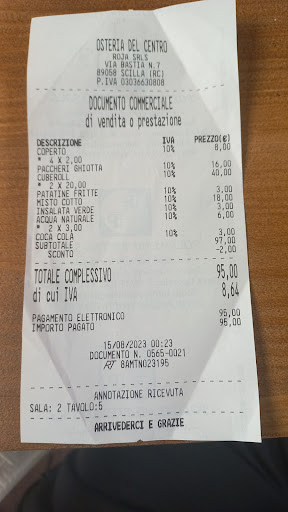 OSTERIA DEL CENTRO
ROJA SRLS
VIA BASTIA N.7
89058 SCILLA (RC)
P.IVA 03036630808
DOCUMENTO COMMERCIALE
di vendita o prestazione
DESCRIZIONE IVA PREZZO(€)
COPERTO 10% 8,00
* 4 X 2,00
PACCHERI GHIOTTA 10% 16,00
CUBEROLL 10% 40,00
* 2 X 20,00
PATATINE FRITTE 10% 3,00
MISTO COTTO 10% 18,00
INSALATA VERDE 10% 3,00
ACQUA NATURALE 10% 6,00
* 2 X 3,00
COCA COLA 10% 3,00
SUBTOTALE 97,00
SCONTO -2,00
TOTALE COMPLESSIVO 95,00
di cui IVA 8,64
PAGAMENTO ELETTRONICO 95,00
IMPORTO PAGATO 95,00
15/08/2023 00:23
DOCUMENTO N. 0565-0021
RT 8AMTN023195
ANNOTAZIONE RICEVUTA
SALA: 2 TAVOLO:5
ARRIVEDERCI E GRAZIE